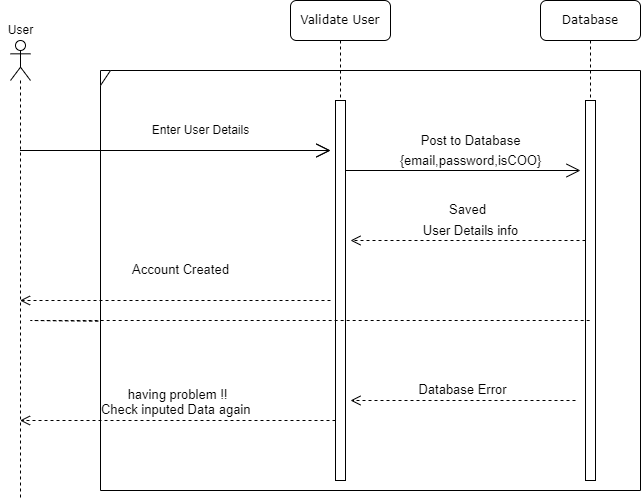 User
Validate User
Database
Enter User Details
Post to Database
{email,password,isCOO}
Saved
User Details info
Account Created
Database Error
having problem !!
Check inputed Data again